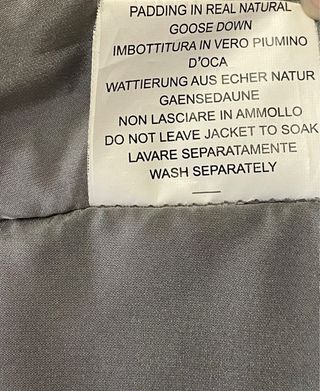 PADDING IN REAL NATURAL
GOOSE DOWN
IMBOTTITURA IN VERO PIUMINO
D'OCA
WATTIERUNG AUS ECHER NATUR
GAENSEDAUNE
NON LASCIARE IN AMMOLLO
DO NOT LEAVE JACKET TO SOAK
LAVARE SEPARATAMENTE
WASH SEPARATELY